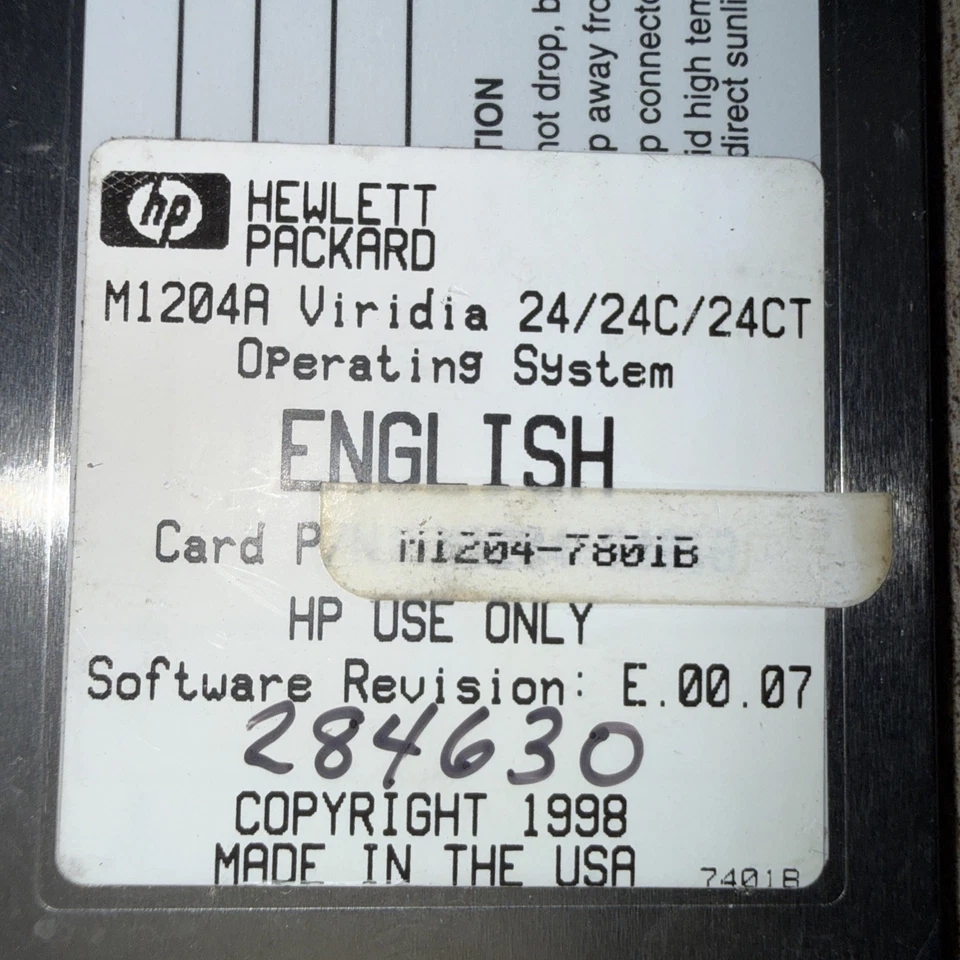 TION
not drop, b
p away fro
p connecto
id high tem
direct sunli
hp HEWLETT
PACKARD
M1204A Viridia 24/24C/24CT
Operating System
ENGLISH
Card P/N M1204-7801B
HP USE ONLY
Software Revision: E.00.07
284630
COPYRIGHT 1998
MADE IN THE USA
7401B